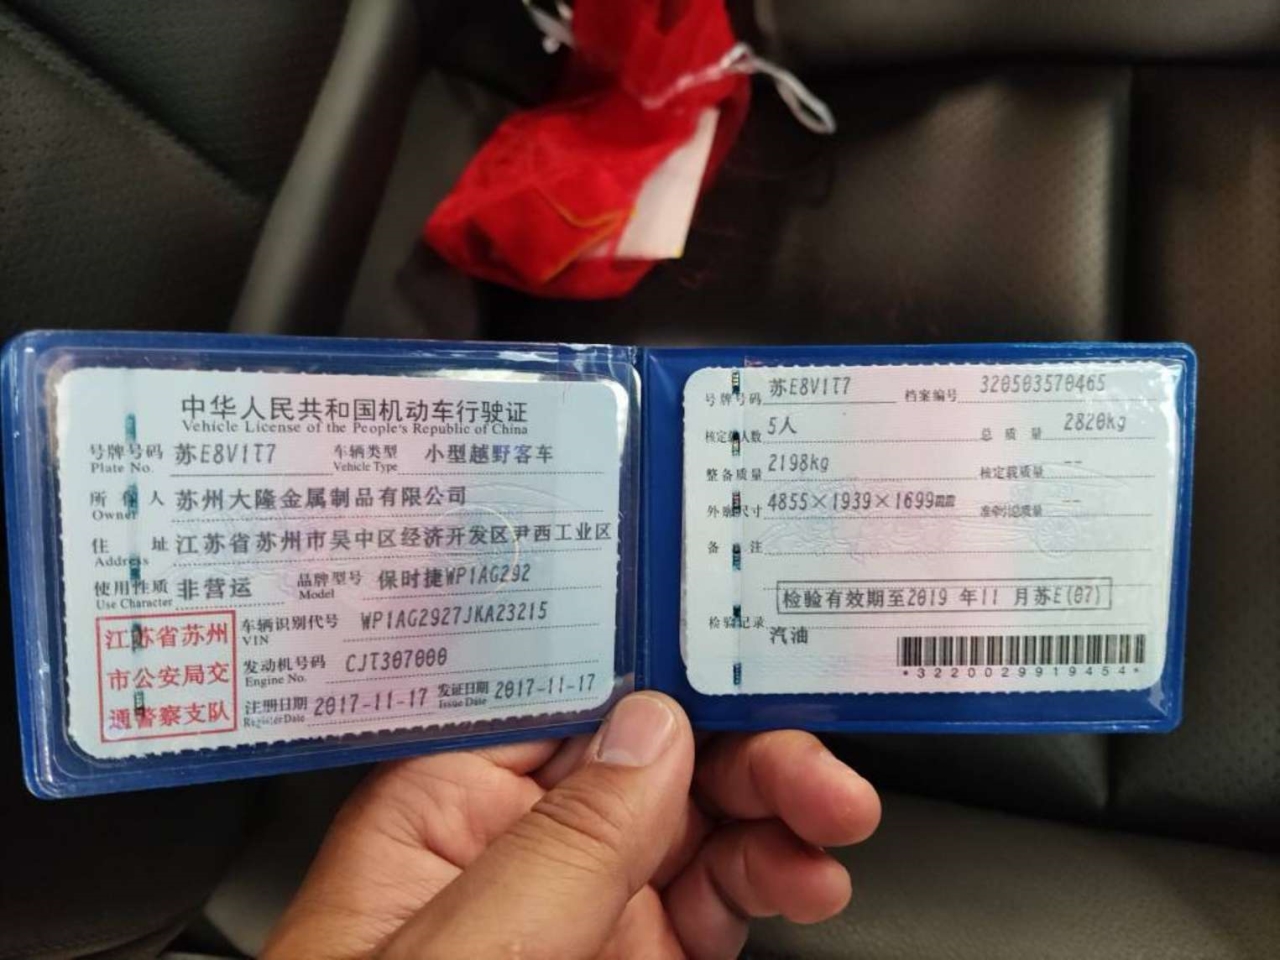 中华人民共和国机动车行驶证
Vehicle License of the People's Republic of China
号牌号码 苏E8V1T7 车辆类型 小型越野客车
Plate No. Vehicle Type
所有人 苏州大隆金属制品有限公司
Owner
住址 江苏省苏州市吴中区经济开发区尹西工业区
Address
使用性质 非营运 品牌型号 保时捷WP1AG292
Use Character Model
江苏省苏州
市公安局交
通警察支队
车辆识别代号 WP1AG2927JKA23215
VIN
发动机号码 CJT307000
Engine No.
注册日期 2017-11-17 发证日期 2017-11-17
Register Date Issue Date
号牌号码 苏E8V1T7 档案编号 320503570465
核定载人数 5人 总质量 2820kg
整备质量 2198kg 核定载质量 --
外廓尺寸 4855×1939×1699mm 准牵引总质量 --
备注
检验有效期至2019 年11 月苏E(07)
检验记录
汽油
*3220029919454*